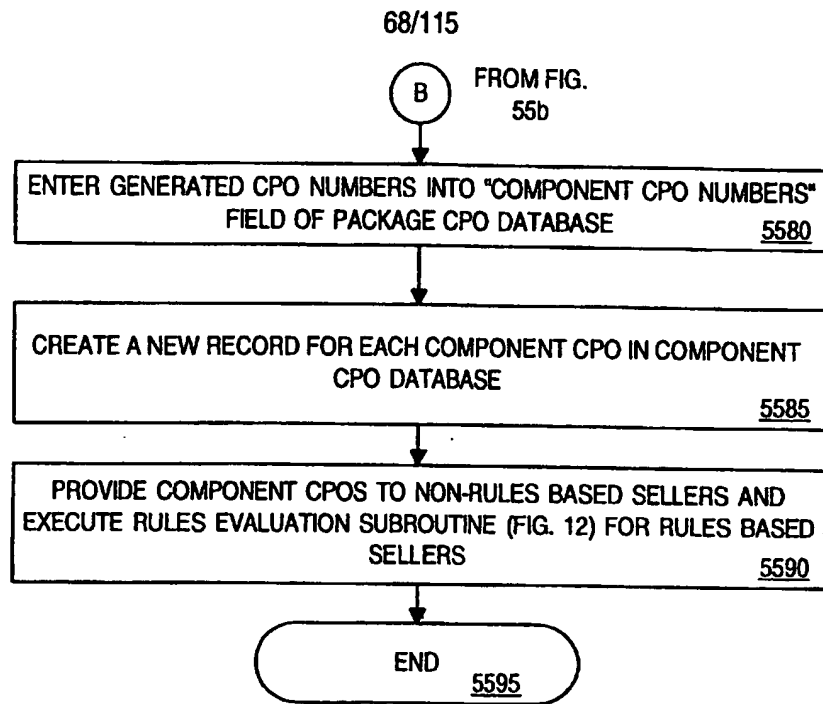 68/115
B
FROM FIG.
55b
ENTER GENERATED CPO NUMBERS INTO "COMPONENT CPO NUMBERS"
FIELD OF PACKAGE CPO DATABASE
5580
CREATE A NEW RECORD FOR EACH COMPONENT CPO IN COMPONENT
CPO DATABASE
5585
PROVIDE COMPONENT CPOS TO NON-RULES BASED SELLERS AND
EXECUTE RULES EVALUATION SUBROUTINE (FIG. 12) FOR RULES BASED
SELLERS
5590
END
5595